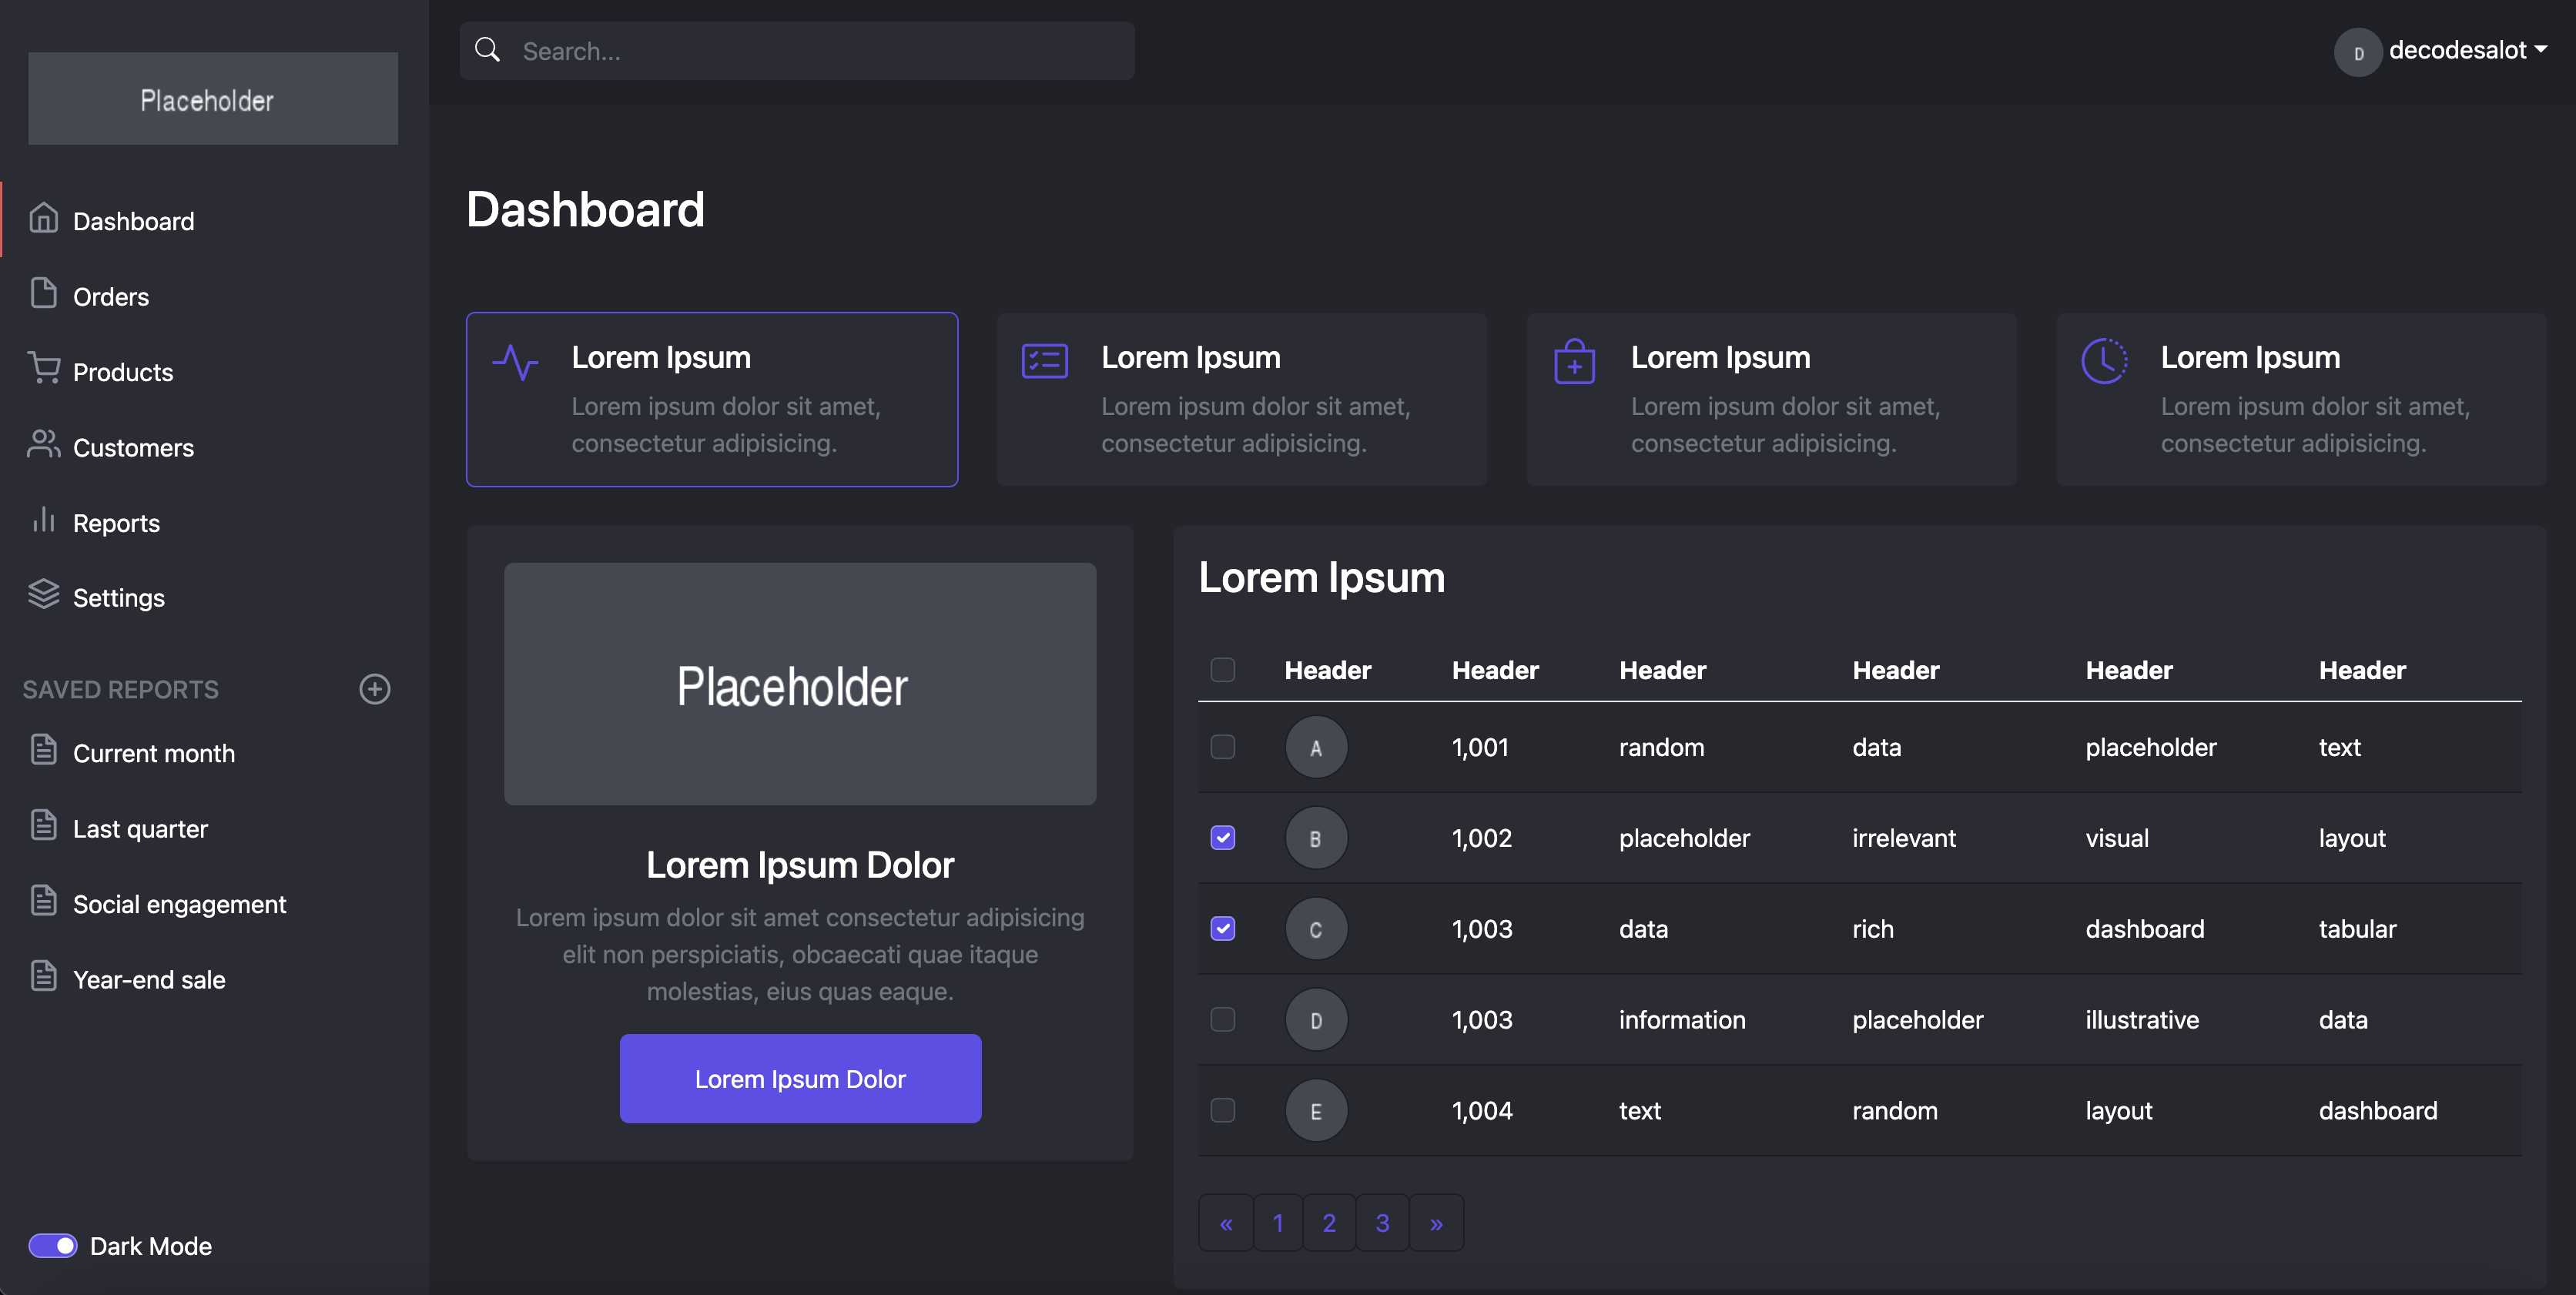 Placeholder
Search...
D decodesalot
Dashboard
Orders
Products
Customers
Reports
Settings
SAVED REPORTS
Current month
Last quarter
Social engagement
Year-end sale
Dark Mode
Dashboard
Lorem Ipsum
Lorem ipsum dolor sit amet,
consectetur adipisicing.
Lorem Ipsum
Lorem ipsum dolor sit amet,
consectetur adipisicing.
Lorem Ipsum
Lorem ipsum dolor sit amet,
consectetur adipisicing.
Lorem Ipsum
Lorem ipsum dolor sit amet,
consectetur adipisicing.
Placeholder
Lorem Ipsum Dolor
Lorem ipsum dolor sit amet consectetur adipisicing
elit non perspiciatis, obcaecati quae itaque
molestias, eius quas eaque.
Lorem Ipsum Dolor
Lorem Ipsum
Header Header Header Header Header Header
A 1,001 random data placeholder text
B 1,002 placeholder irrelevant visual layout
C 1,003 data rich dashboard tabular
D 1,003 information placeholder illustrative data
E 1,004 text random layout dashboard
« 1 2 3 »